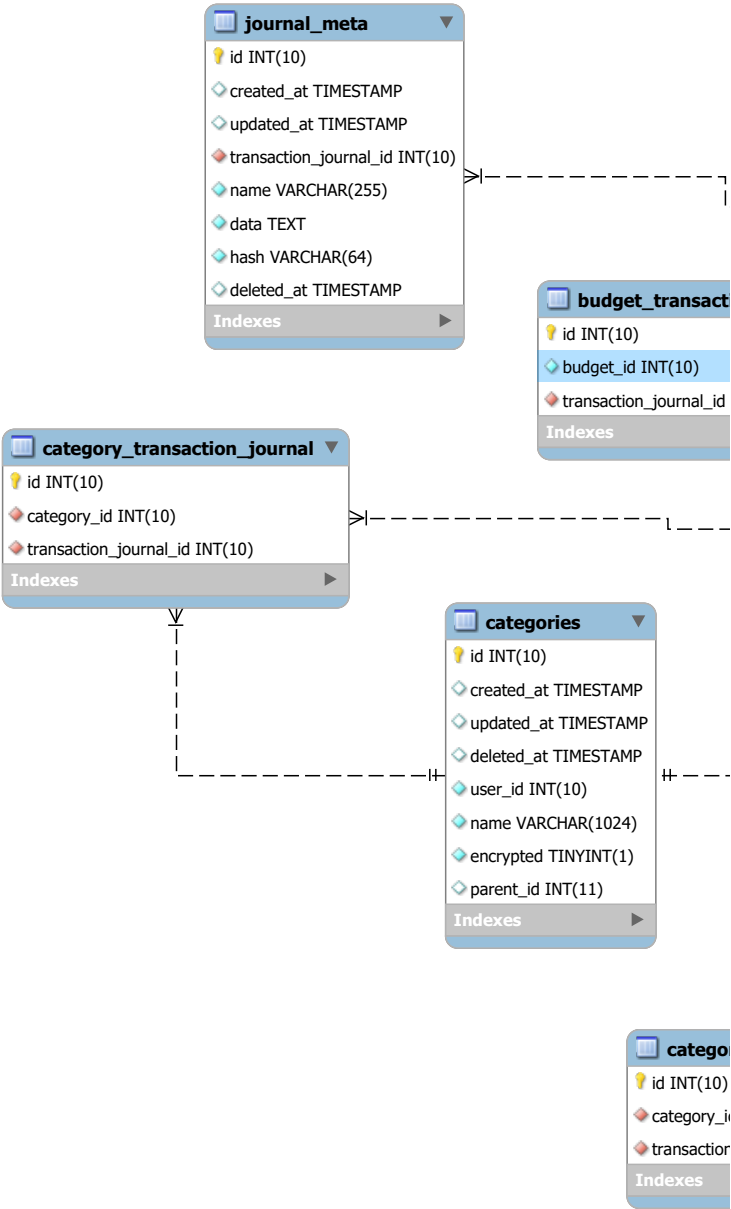 journal_meta
id INT(10)
created_at TIMESTAMP
updated_at TIMESTAMP
transaction_journal_id INT(10)
name VARCHAR(255)
data TEXT
hash VARCHAR(64)
deleted_at TIMESTAMP
Indexes
id INT(10)
budget_id INT(10)
transaction_journal_id
Indexes
category_transaction_journal
id INT(10)
category_id INT(10)
transaction_journal_id INT(10)
Indexes
categories
id INT(10)
created_at TIMESTAMP
updated_at TIMESTAMP
deleted_at TIMESTAMP
user_id INT(10)
name VARCHAR(1024)
encrypted TINYINT(1)
parent_id INT(11)
Indexes
id INT(10)
Indexes